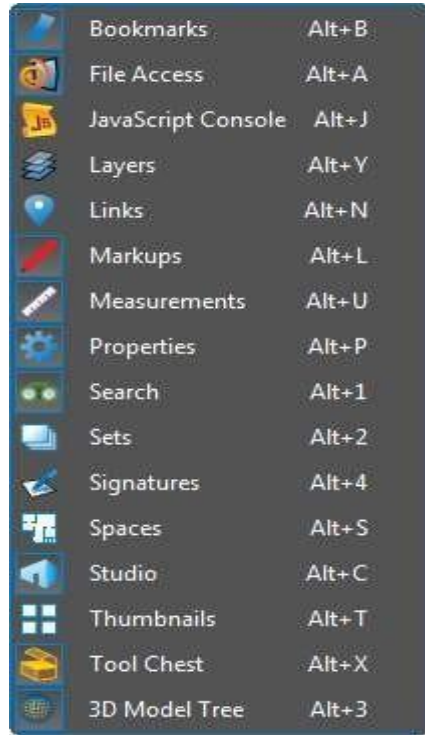 Bookmarks Alt+B
File Access Alt+A
JavaScript Console Alt+J
Layers Alt+Y
Links Alt+N
Markups Alt+L
Measurements Alt+U
Properties Alt+P
Search Alt+1
Sets Alt+2
Signatures Alt+4
Spaces Alt+S
Studio Alt+C
Thumbnails Alt+T
Tool Chest Alt+X
3D Model Tree Alt+3